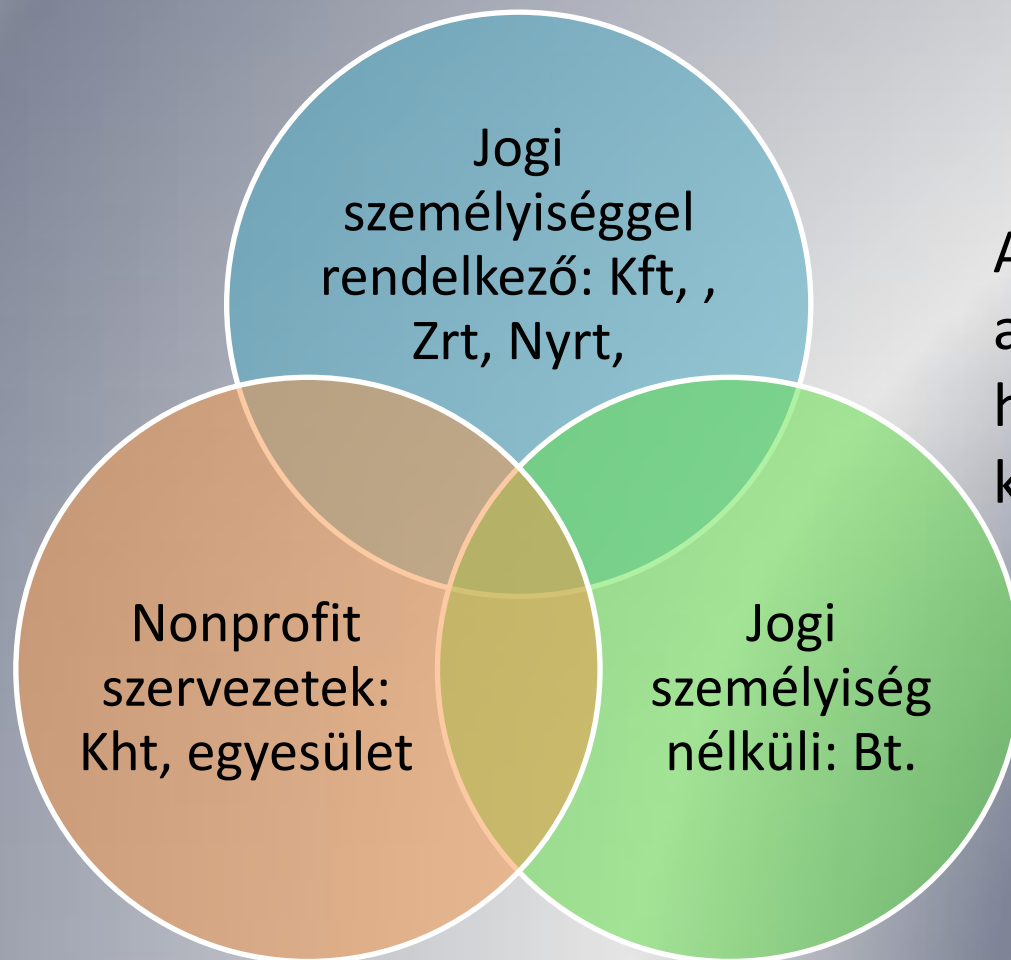 Jogi
személyiséggel
rendelkező: Kft, ,
Zrt, Nyrt,
Nonprofit
szervezetek:
Kht, egyesület
Jogi
személyiség
nélküli: Bt.